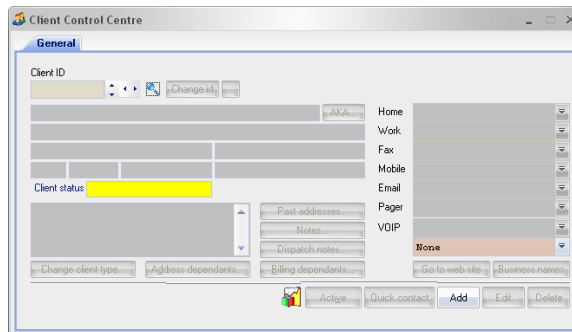 Client Control Centre
General
Client ID
Change id
AKA...
Home
Work
Fax
Mobile
Client status
Email
Pager
Past addresses...
Notes...
VOIP
Dispatch notes...
None
Change client type...
Address dependants...
Billing dependants...
Go to web site
Business names
Active
Quick contact
Add
Edit
Delete